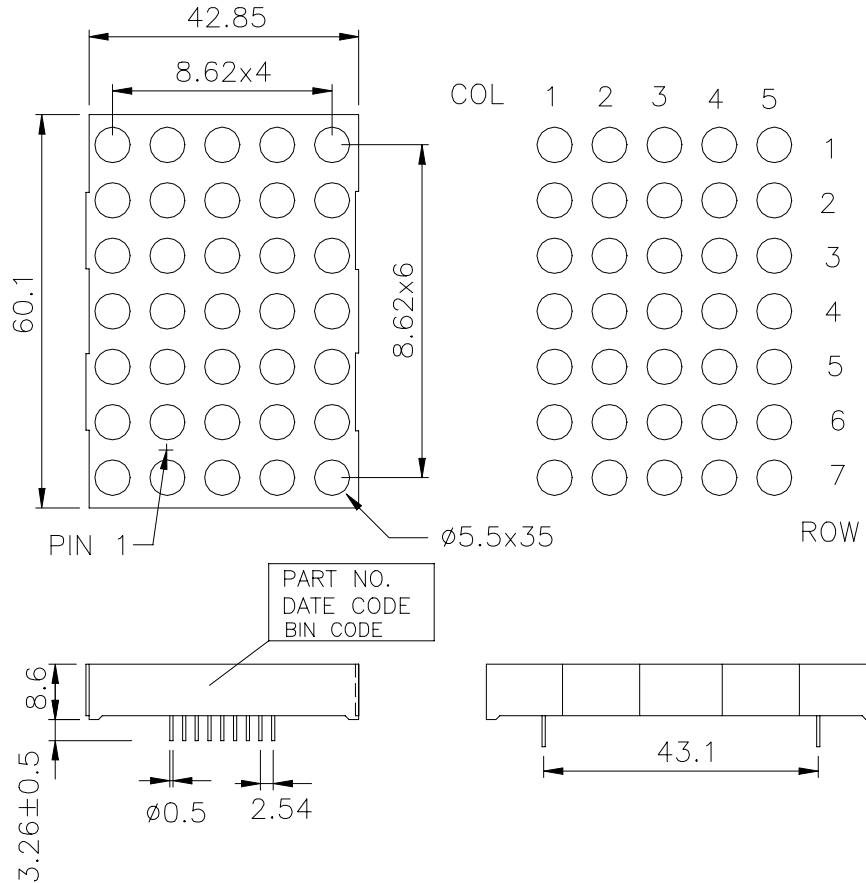 42.85
8.62x4
60.1
8.62x6
PIN 1
ø5.5x35
COL 1 2 3 4 5
1
2
3
4
5
6
7
ROW
PART NO.
DATE CODE
BIN CODE
8.6
3.26±0.5
ø0.5
2.54
43.1